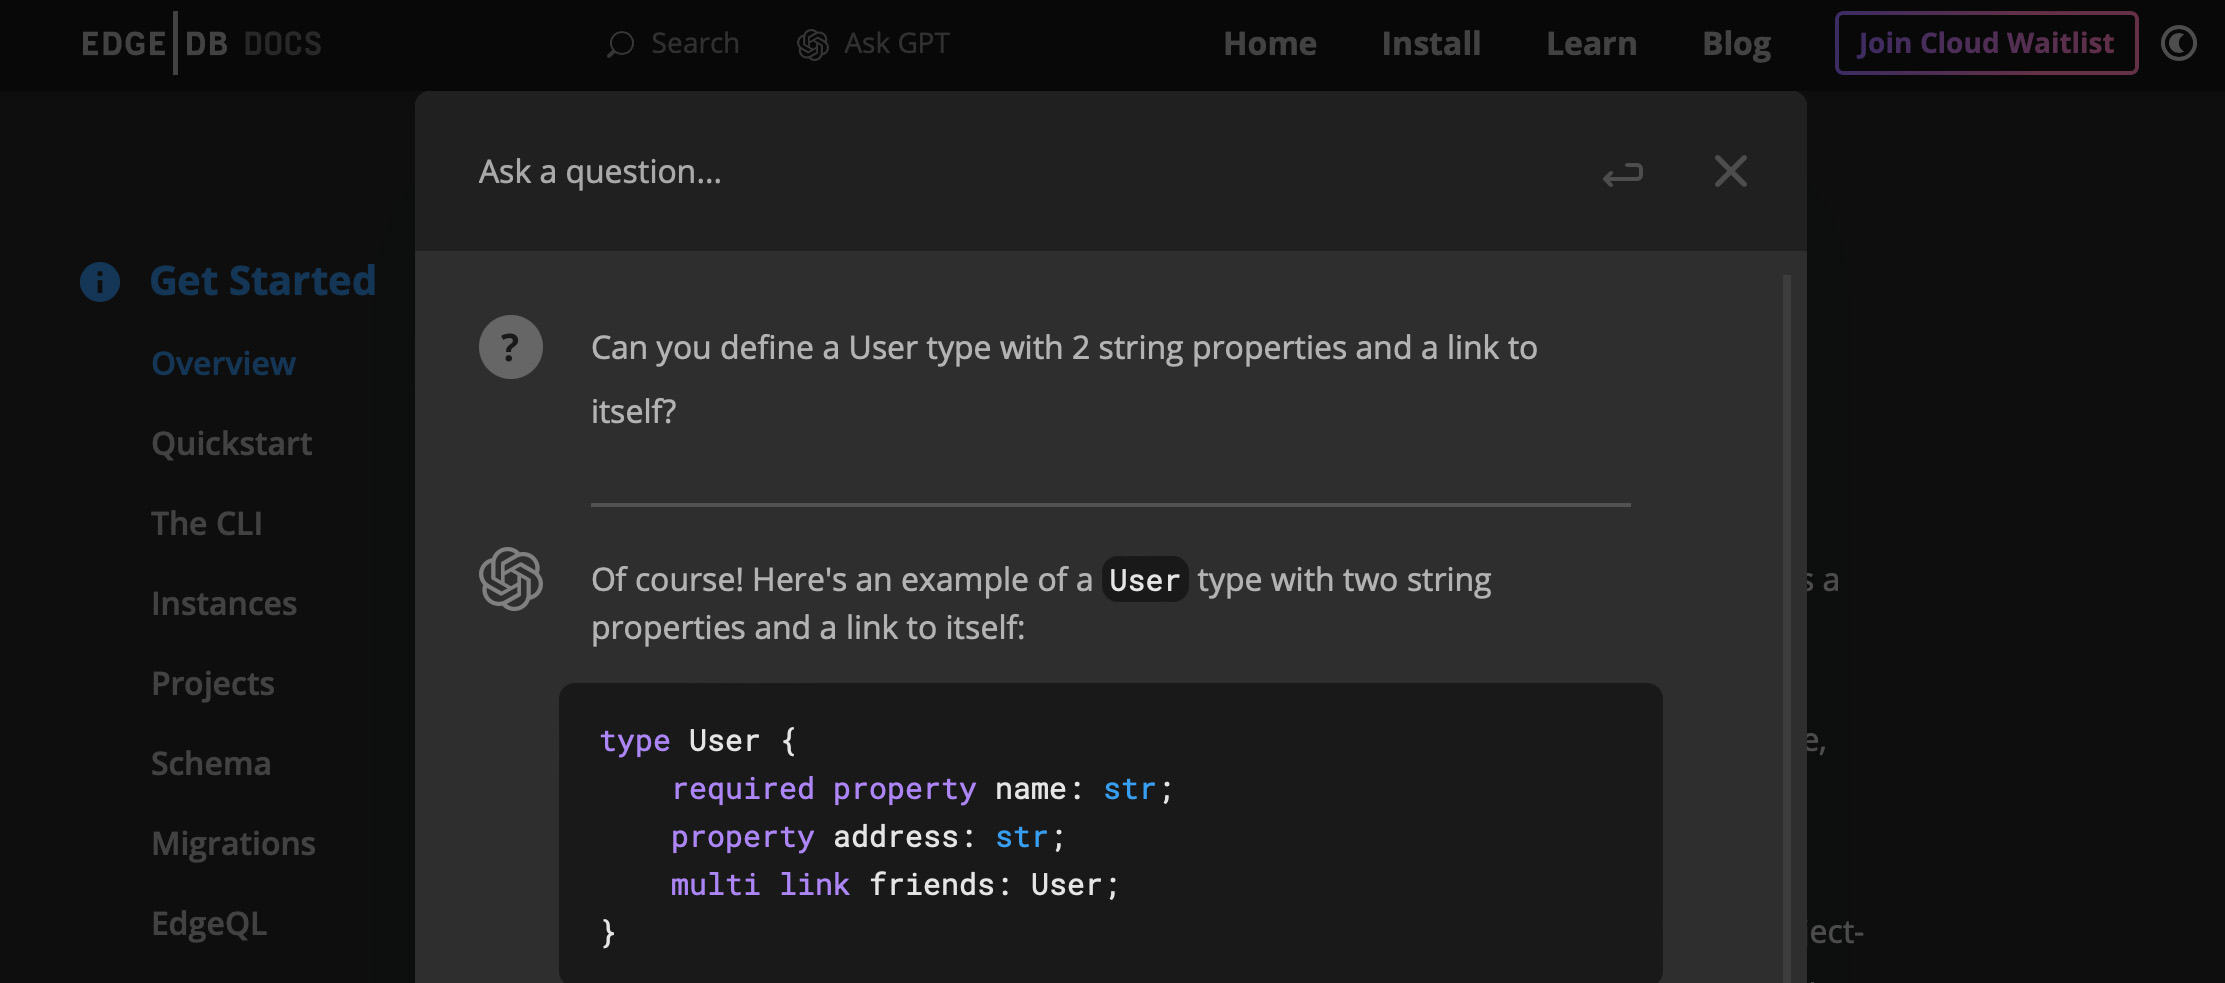 EDGE DB DOCS
Search
Ask GPT
Home
Install
Learn
Blog
Join Cloud Waitlist
Ask a question...
Get Started
Overview
Quickstart
The CLI
Instances
Projects
Schema
Migrations
EdgeQL
?
Can you define a User type with 2 string properties and a link to
itself?
Of course! Here's an example of a User type with two string
properties and a link to itself:
type User {
    required property name: str;
    property address: str;
    multi link friends: User;
}
a
ect-